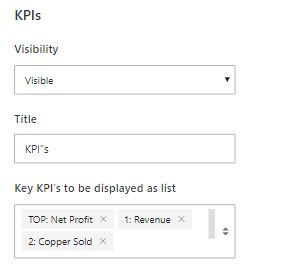 KPIs
Visibility
Visible
Title
KPI"s
Key KPI's to be displayed as list
TOP: Net Profit × 1: Revenue ×
2: Copper Sold ×